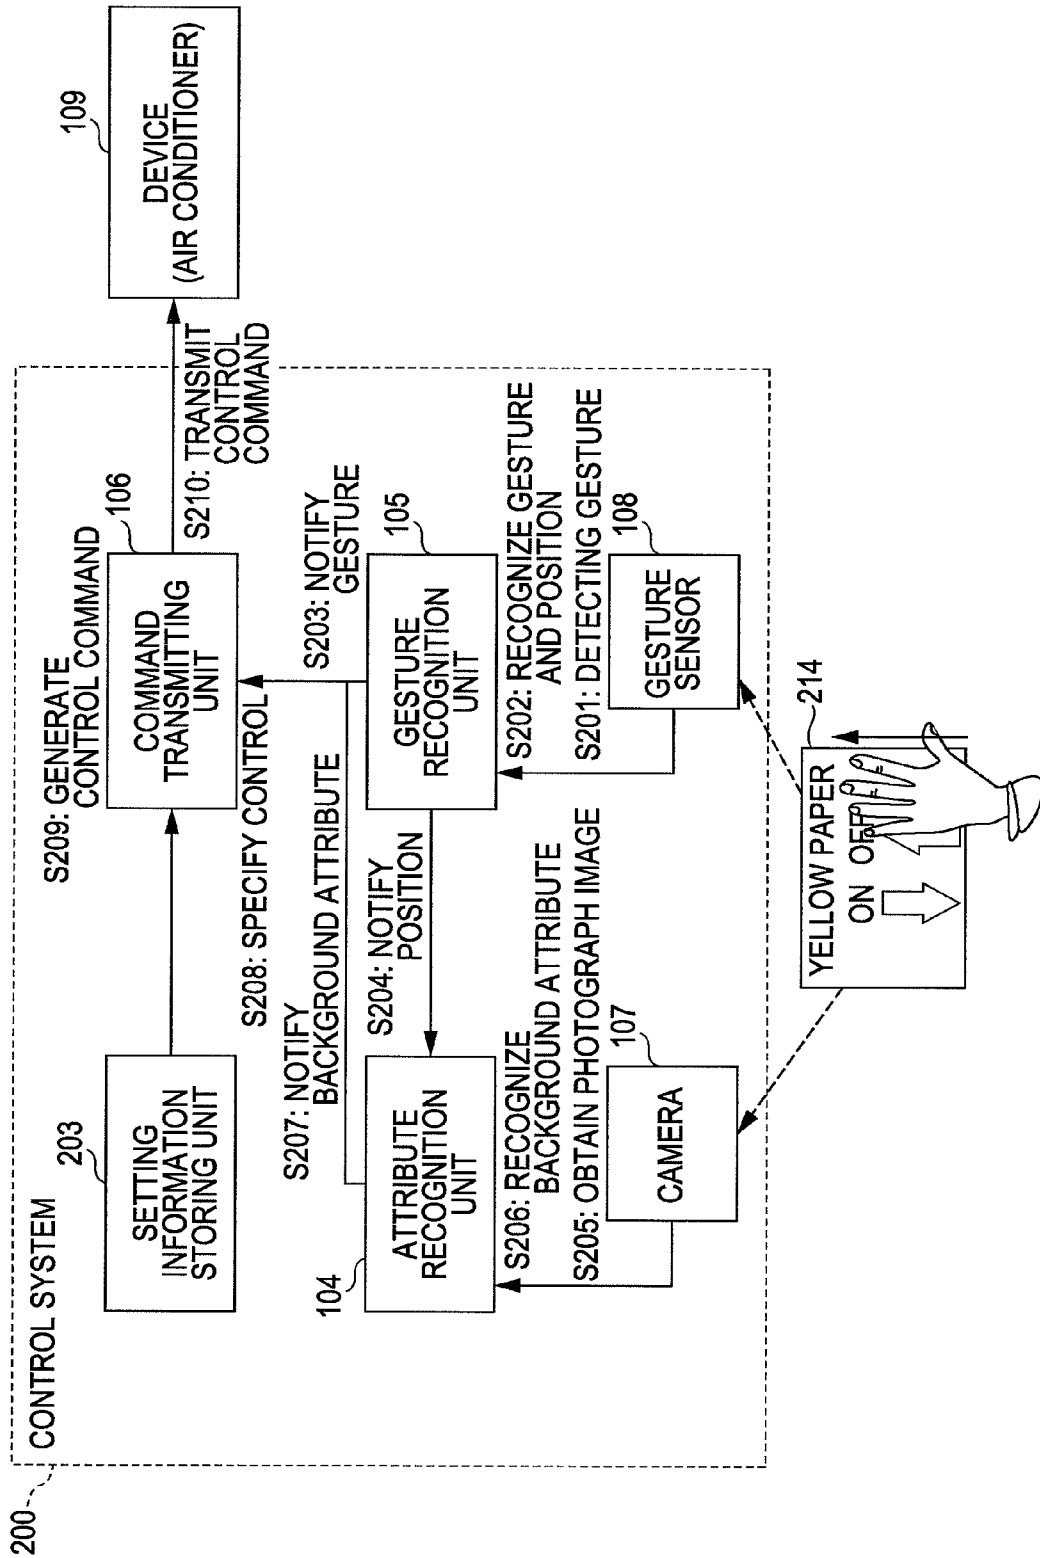 200
CONTROL SYSTEM
203
SETTING
INFORMATION
STORING UNIT
S209: GENERATE
CONTROL COMMAND
106
COMMAND
TRANSMITTING
UNIT
S210: TRANSMIT
CONTROL
COMMAND
109
DEVICE
(AIR CONDITIONER)
S208: SPECIFY CONTROL
S207: NOTIFY
BACKGROUND ATTRIBUTE
S203: NOTIFY
GESTURE
104
ATTRIBUTE
RECOGNITION
UNIT
S204: NOTIFY
POSITION
105
GESTURE
RECOGNITION
UNIT
S206: RECOGNIZE
BACKGROUND ATTRIBUTE
S205: OBTAIN PHOTOGRAPH IMAGE
S202: RECOGNIZE GESTURE
AND POSITION
S201: DETECTING GESTURE
107
CAMERA
108
GESTURE
SENSOR
214
YELLOW PAPER
ON OF